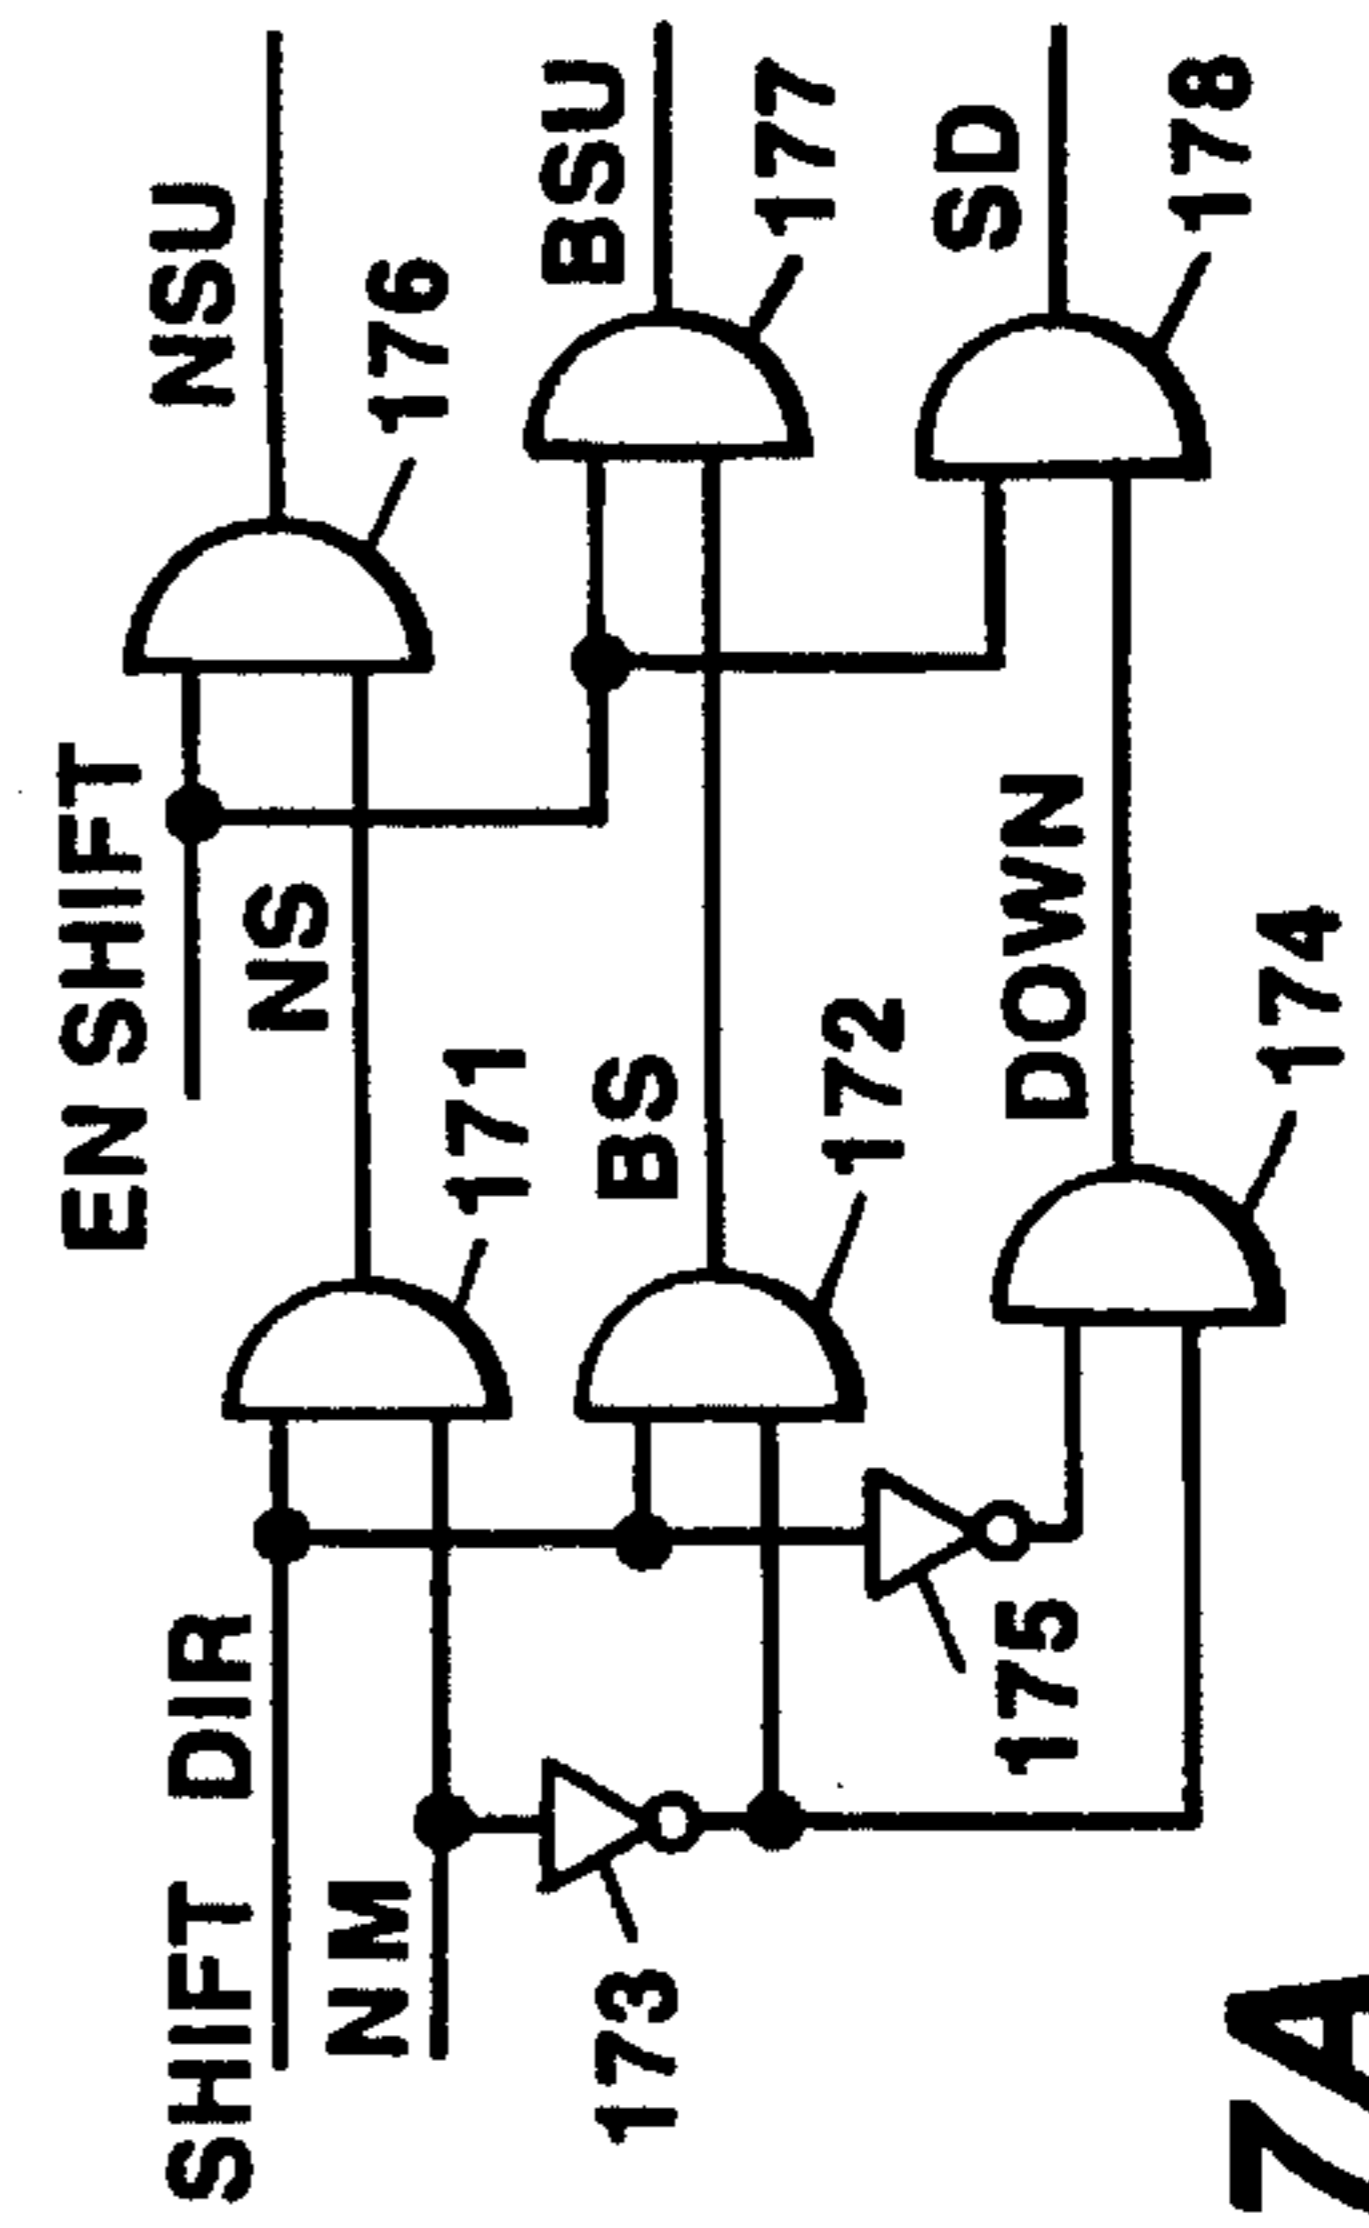 EN SHIFT
NSU
SHIFT DIR
NS
176
NM
171
BSU
BS
177
173
172
SD
175
DOWN
178
174
7A